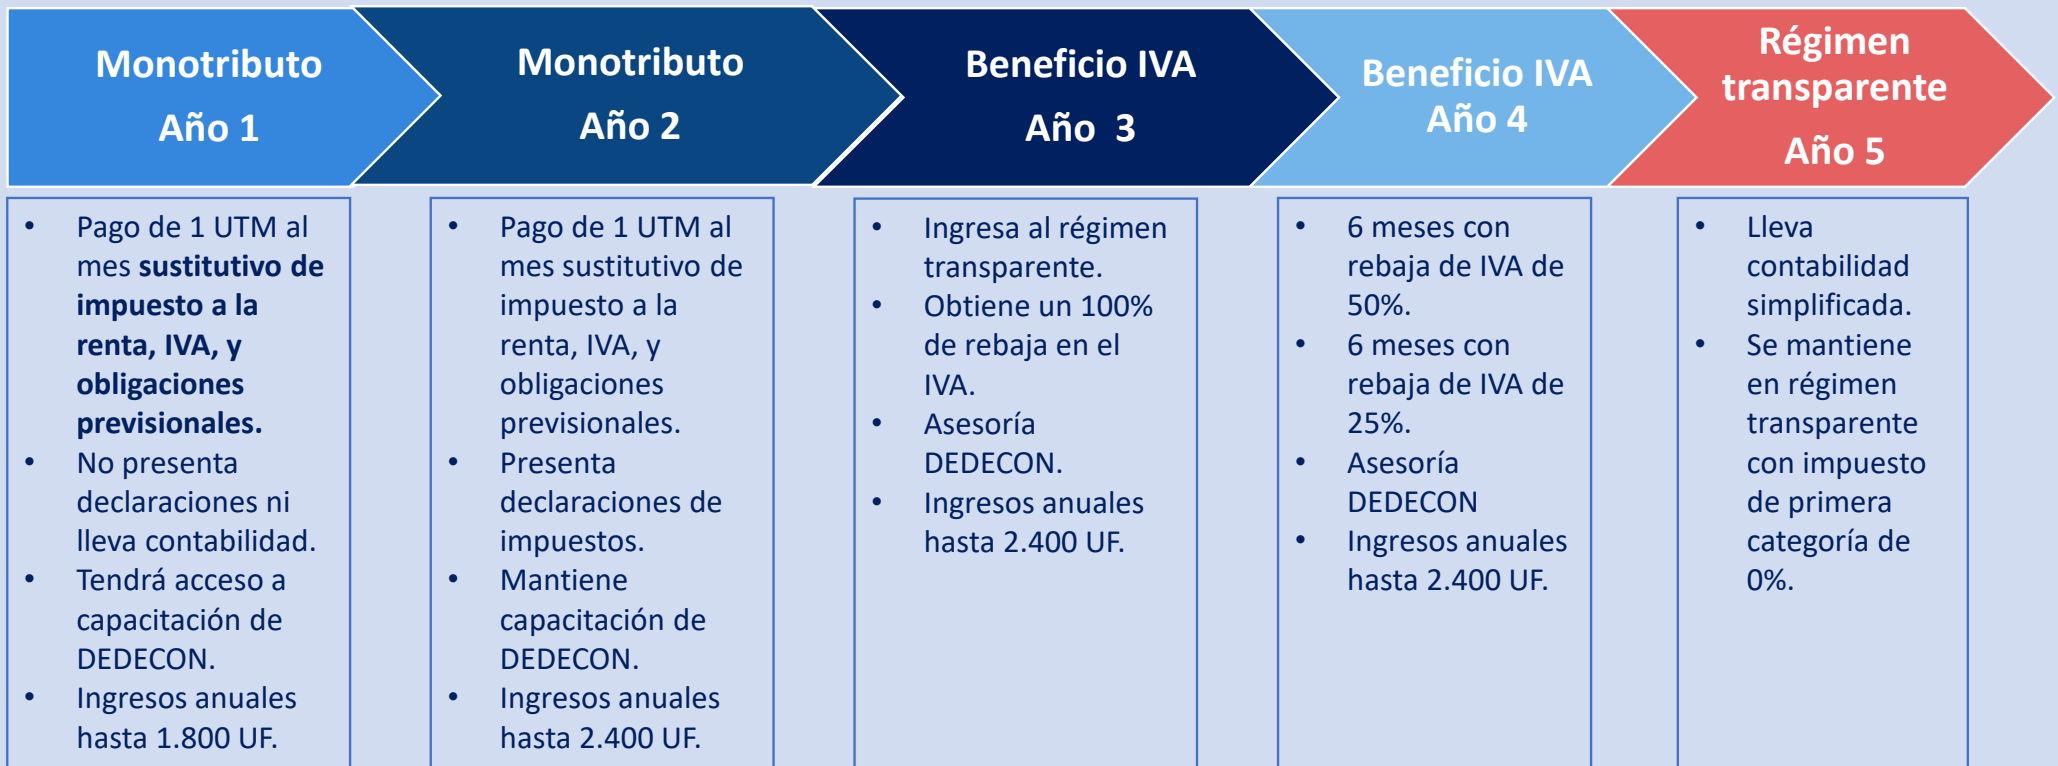 Monotributo
Año 1
Monotributo
Año 2
Beneficio IVA
Año 3
Beneficio IVA
Año 4
Régimen
transparente
Año 5
• Pago de 1 UTM al
mes sustitutivo de
impuesto a la
renta, IVA, y
obligaciones
previsionales.
• No presenta
declaraciones ni
lleva contabilidad.
• Tendrá acceso a
capacitación de
DEDECON.
• Ingresos anuales
hasta 1.800 UF.
• Pago de 1 UTM al
mes sustitutivo de
impuesto a la
renta, IVA, y
obligaciones
previsionales.
• Presenta
declaraciones de
impuestos.
• Mantiene
capacitación de
DEDECON.
• Ingresos anuales
hasta 2.400 UF.
• Ingresa al régimen
transparente.
• Obtiene un 100%
de rebaja en el
IVA.
• Asesoría
DEDECON.
• Ingresos anuales
hasta 2.400 UF.
• 6 meses con
rebaja de IVA de
50%.
• 6 meses con
rebaja de IVA de
25%.
• Asesoría
DEDECON
• Ingresos anuales
hasta 2.400 UF.
• Lleva
contabilidad
simplificada.
• Se mantiene
en régimen
transparente
con impuesto
de primera
categoría de
0%.